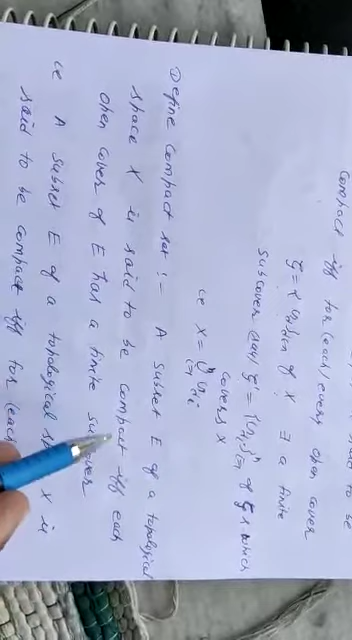 Compact iff for (each) every open cover
G = { Gα }α∈Λ of X ∃ a finite
Subcover (say) G' = { Gαi }i=1^n of G which
covers X
ie X = ⋃i=1^n Gαi
Define Compact set :- A subset E of a topological
space X is said to be compact iff each
open cover of E has a finite subcover
ie A subset E of a topological X is
said to be compact iff for (each